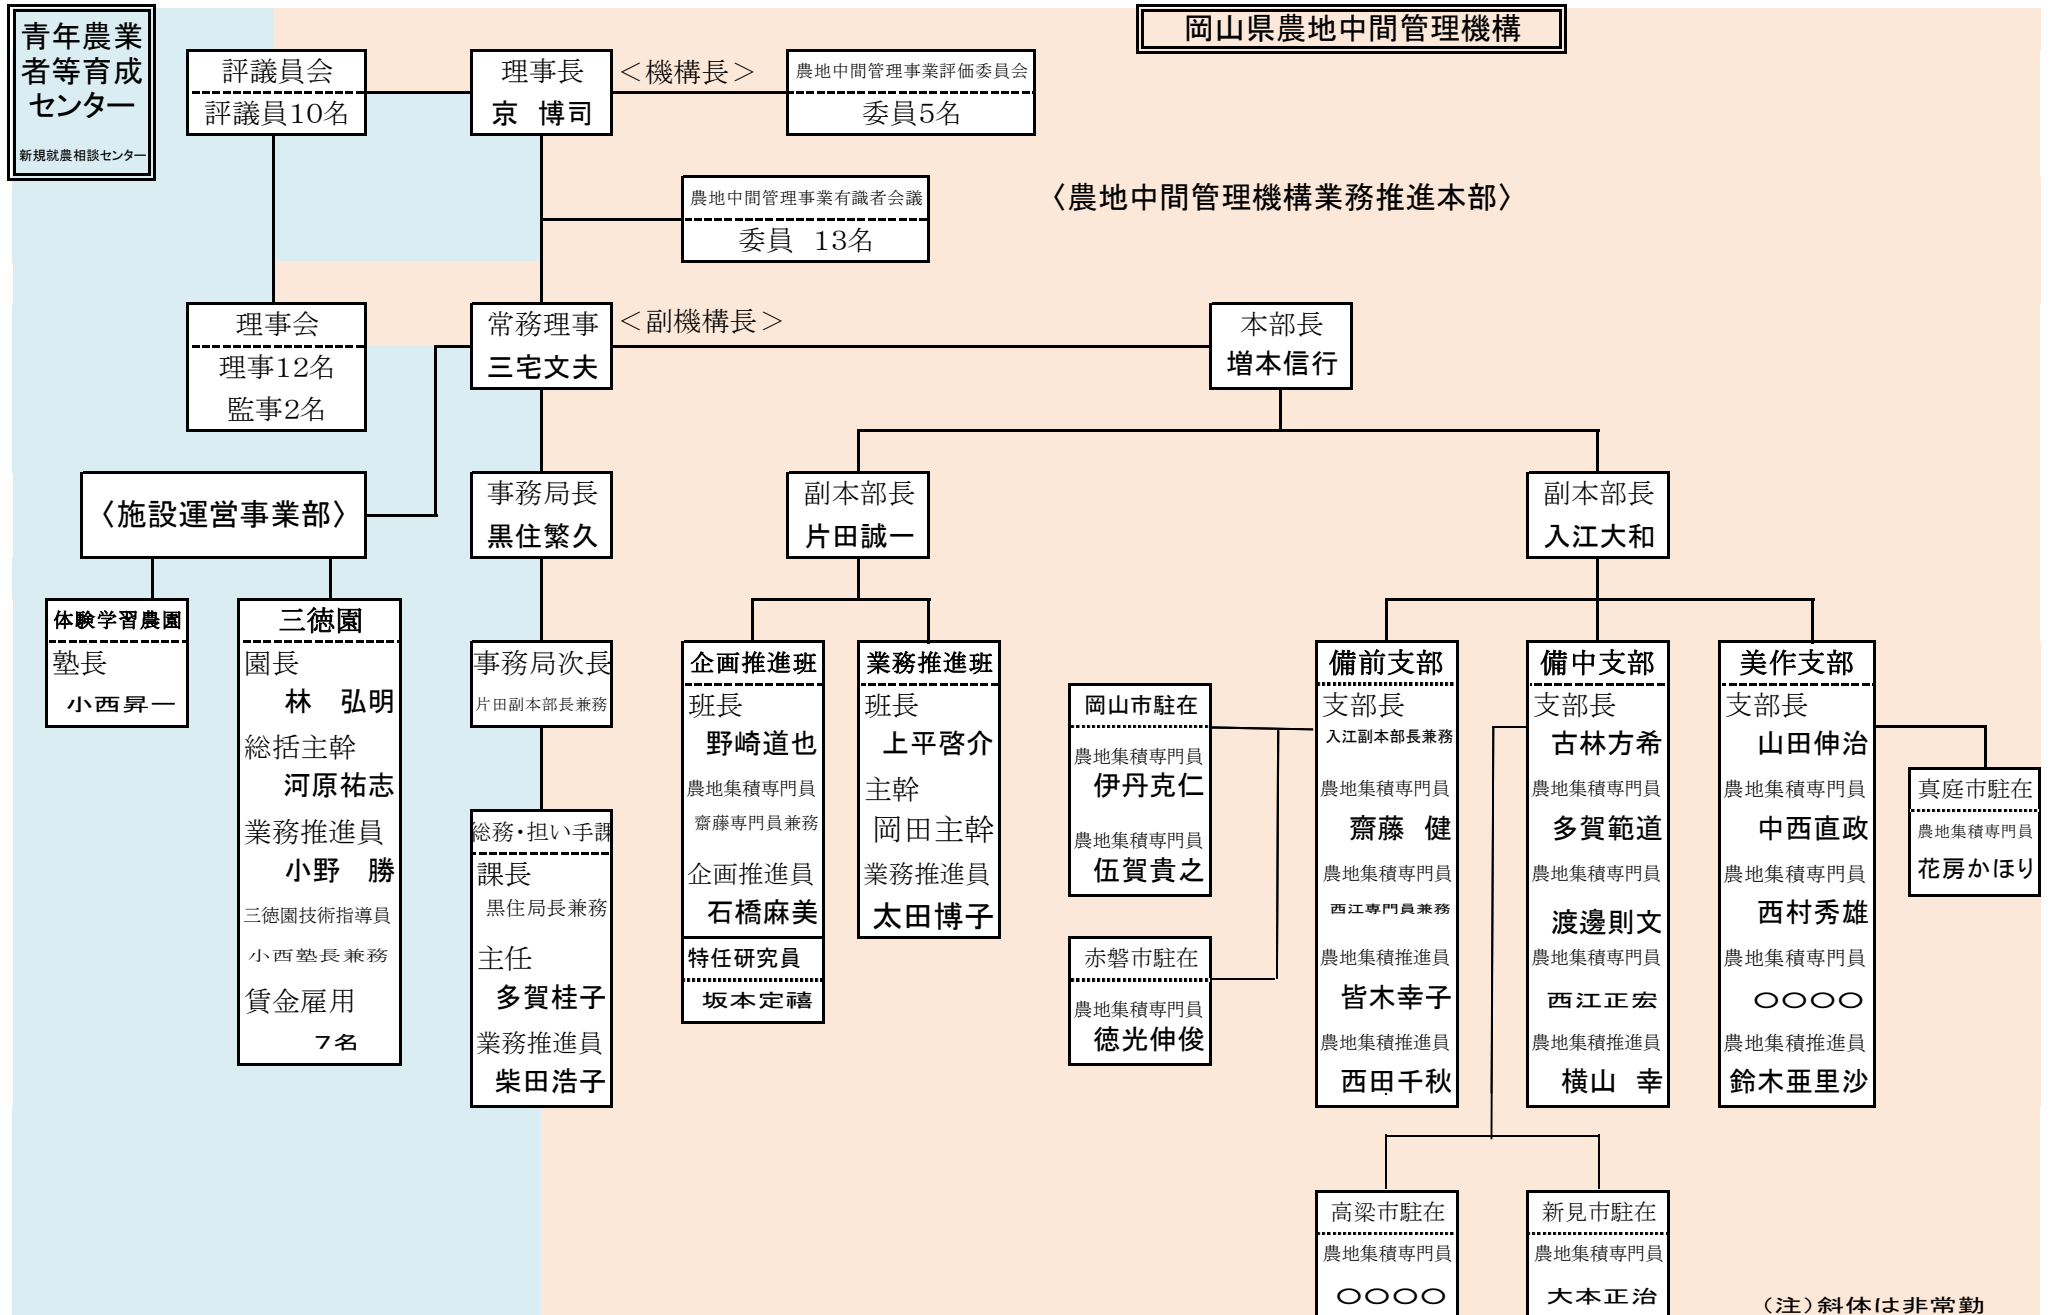 青年農業
者等育成
センター
新規就農相談センター
岡山県農地中間管理機構
評議員会
評議員10名
理事長
京　博司
＜機構長＞
農地中間管理事業評価委員会
委員5名
農地中間管理事業有識者会議
委員　13名
〈農地中間管理機構業務推進本部〉
理事会
理事12名
監事2名
常務理事
三宅文夫
＜副機構長＞
本部長
増本信行
〈施設運営事業部〉
事務局長
黒住繁久
副本部長
片田誠一
副本部長
入江大和
体験学習農園
塾長
小西昇一
三徳園
園長
林　弘明
総括主幹
河原祐志
業務推進員
小野　勝
三徳園技術指導員
小西塾長兼務
賃金雇用
7名
事務局次長
片田副本部長兼務
総務・担い手課
課長
黒住局長兼務
主任
多賀桂子
業務推進員
柴田浩子
企画推進班
班長
野崎道也
農地集積専門員
齋藤専門員兼務
企画推進員
石橋麻美
特任研究員
坂本定禧
業務推進班
班長
上平啓介
主幹
岡田主幹
業務推進員
太田博子
岡山市駐在
農地集積専門員
伊丹克仁
農地集積専門員
伍賀貴之
赤磐市駐在
農地集積専門員
徳光伸俊
備前支部
支部長
入江副本部長兼務
農地集積専門員
齋藤　健
農地集積専門員
西江専門員兼務
農地集積推進員
皆木幸子
農地集積推進員
西田千秋
備中支部
支部長
古林方希
農地集積専門員
多賀範道
農地集積専門員
渡邊則文
農地集積専門員
西江正宏
農地集積推進員
横山　幸
美作支部
支部長
山田伸治
農地集積専門員
中西直政
農地集積専門員
西村秀雄
農地集積専門員
〇〇〇〇
農地集積推進員
鈴木亜里沙
真庭市駐在
農地集積専門員
花房かほり
高梁市駐在
農地集積専門員
〇〇〇〇
新見市駐在
農地集積専門員
大本正治
（注）斜体は非常勤